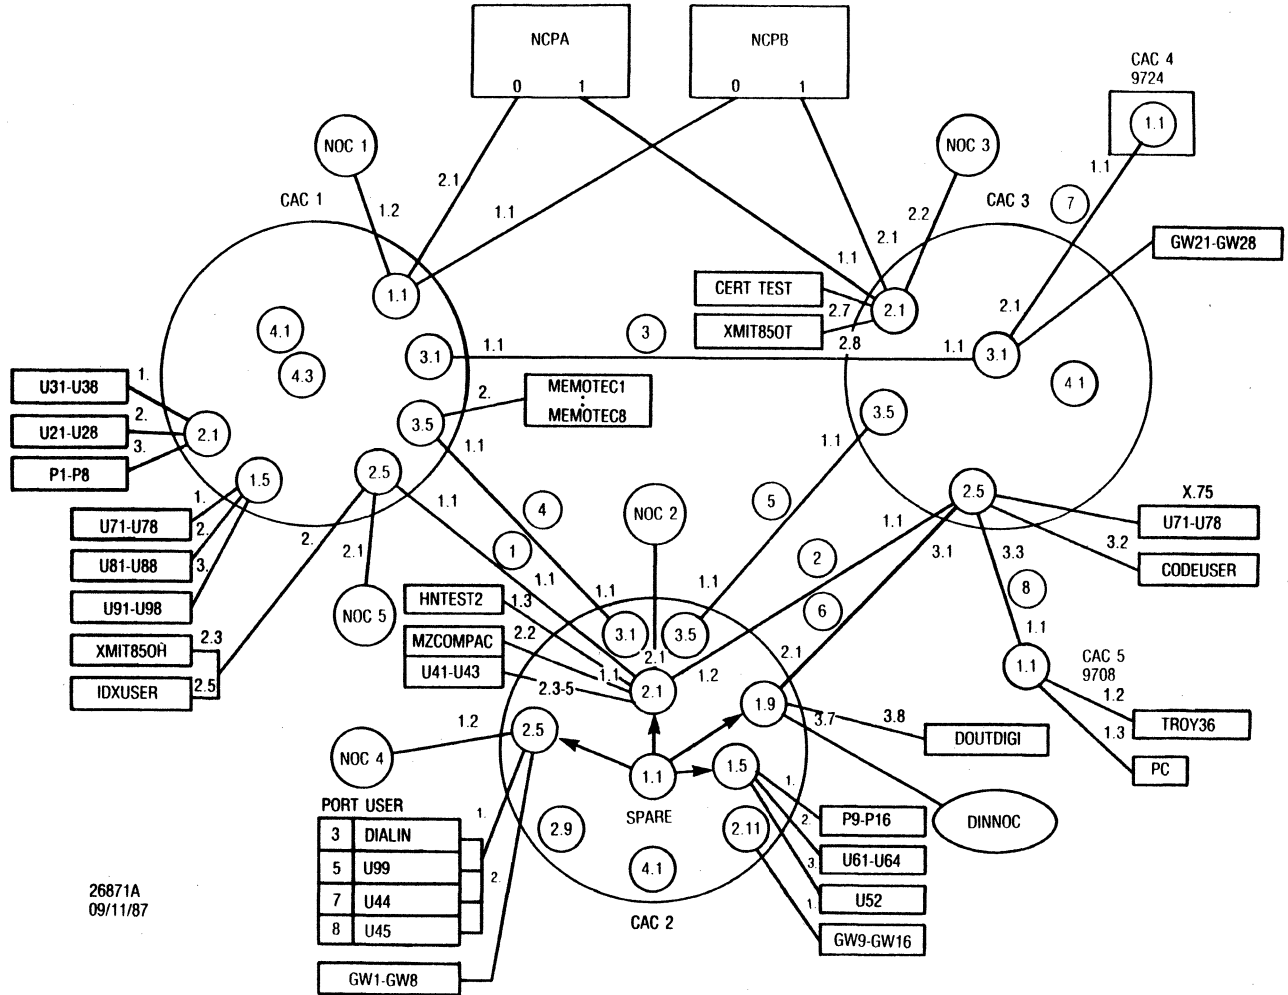 NCPA
0 1
NCPB
0 1
CAC 4
9724
1.1
NOC 1
NOC 3
1.1
2.1
7
CAC 1
1.2
1.1
2.2
CAC 3
2.1
1.1
GW21-GW28
CERT TEST
2.7
XMIT850T
2.8
2.1
2.1
1.1
4.1
4.3
3.1
1.1
3
1.1
3.1
4.1
3.5
2.
MEMOTEC1
:
MEMOTEC8
3.5
1.1
1.1
U31-U38
1.
U21-U28
2.
P1-P8
3.
2.1
1.5
2.5
2.5
U71-U78
1.
U81-U88
2.
U91-U98
3.
XMIT850H
2.3
IDXUSER
2.5
2.
2.1
NOC 5
1.1
4
1
1.1
1.1
NOC 2
5
1.1
2
1.1
3.1
6
2.1
X.75
U71-U78
3.2
CODEUSER
3.3
8
1.1
1.1
CAC 5
9708
1.2
TROY36
1.3
PC
HNTEST2
1.3
MZCOMPAC
2.2
U41-U43
2.3-5
1.1
3.1
2.1
3.5
2.1
1.2
1.9
3.7
3.8
DOUTDIGI
DINNOC
NOC 4
1.2
2.5
1.1
SPARE
1.5
2.9
4.1
2.11
CAC 2
1.
P9-P16
2.
U61-U64
3.
U52
1.
GW9-GW16
PORT USER
3 DIALIN
5 U99
7 U44
8 U45
1.
2.
GW1-GW8
26871A
09/11/87